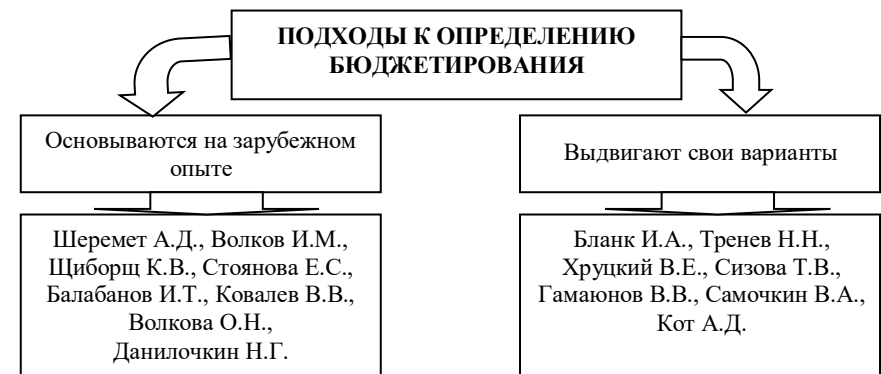 ПОДХОДЫ К ОПРЕДЕЛЕНИЮ
БЮДЖЕТИРОВАНИЯ
Основываются на зарубежном
опыте
Выдвигают свои варианты
Шеремет А.Д., Волков И.М.,
Щиборщ К.В., Стоянова Е.С.,
Балабанов И.Т., Ковалев В.В.,
Волкова О.Н.,
Данилочкин Н.Г.
Бланк И.А., Тренев Н.Н.,
Хруцкий В.Е., Сизова Т.В.,
Гамаюнов В.В., Самочкин В.А.,
Кот А.Д.